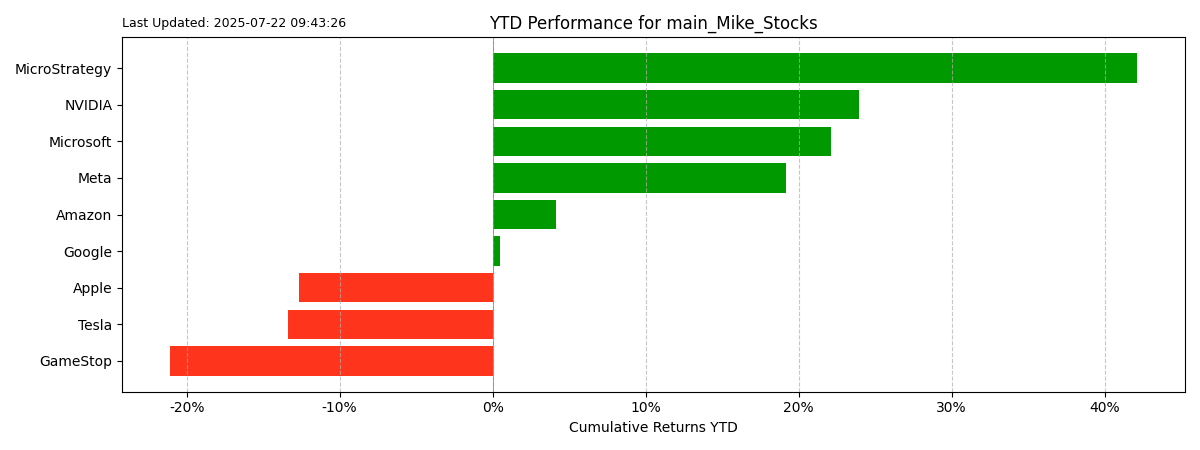 Last Updated: 2025-07-22 09:43:26
YTD Performance for main_Mike_Stocks
MicroStrategy
NVIDIA
Microsoft
Meta
Amazon
Google
Apple
Tesla
GameStop
-20% -10% 0% 10% 20% 30% 40%
Cumulative Returns YTD